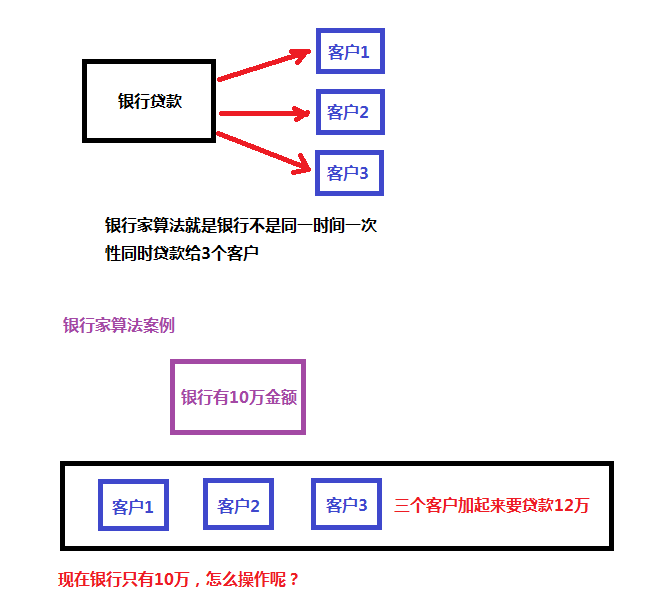 客户1
银行贷款
客户2
客户3
银行家算法就是银行不是同一时间一次
性同时贷款给3个客户
银行家算法案例
银行有10万金额
客户1
客户2
客户3
三个客户加起来要贷款12万
现在银行只有10万，怎么操作呢？